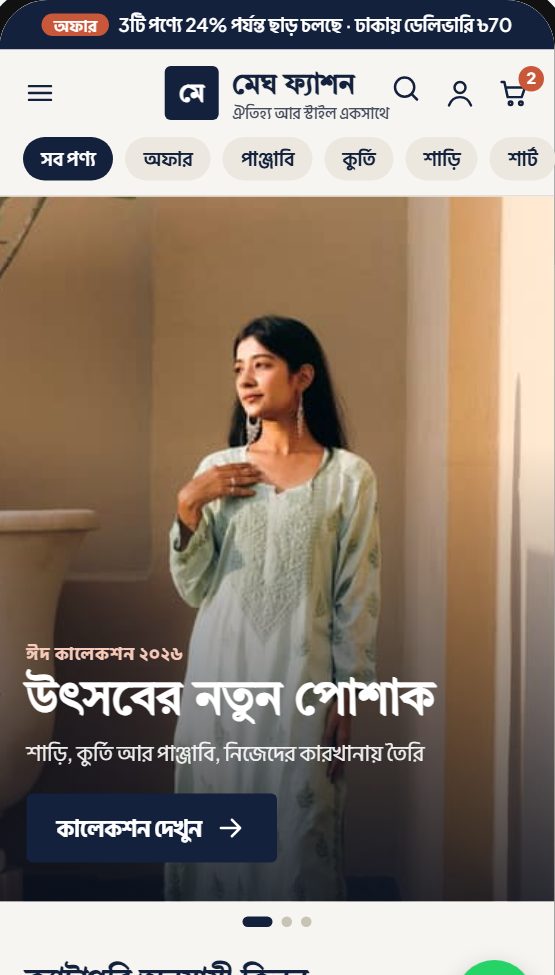 অফার 3টি পণ্যে 24% পর্যন্ত ছাড় চলছে · ঢাকায় ডেলিভারি ৳70
মে
মেঘ ফ্যাশন
2
ঐতিহ্য আর স্টাইল একসাথে
সব পণ্য অফার পাঞ্জাবি কুর্তি শাড়ি শার্ট
ঈদ কালেকশন ২০২৬
উৎসবের নতুন পোশাক
শাড়ি, কুর্তি আর পাঞ্জাবি, নিজেদের কারখানায় তৈরি
কালেকশন দেখুন →